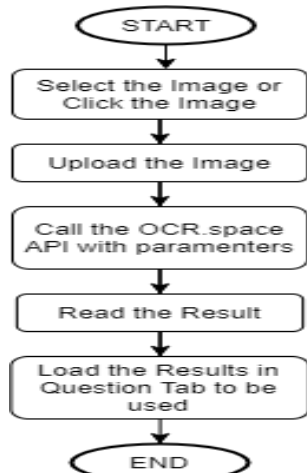 START
Select the Image or
Click the Image
Upload the Image
Call the OCR.space
API with paramenters
Read the Result
Load the Results in
Question Tab to be
used
END